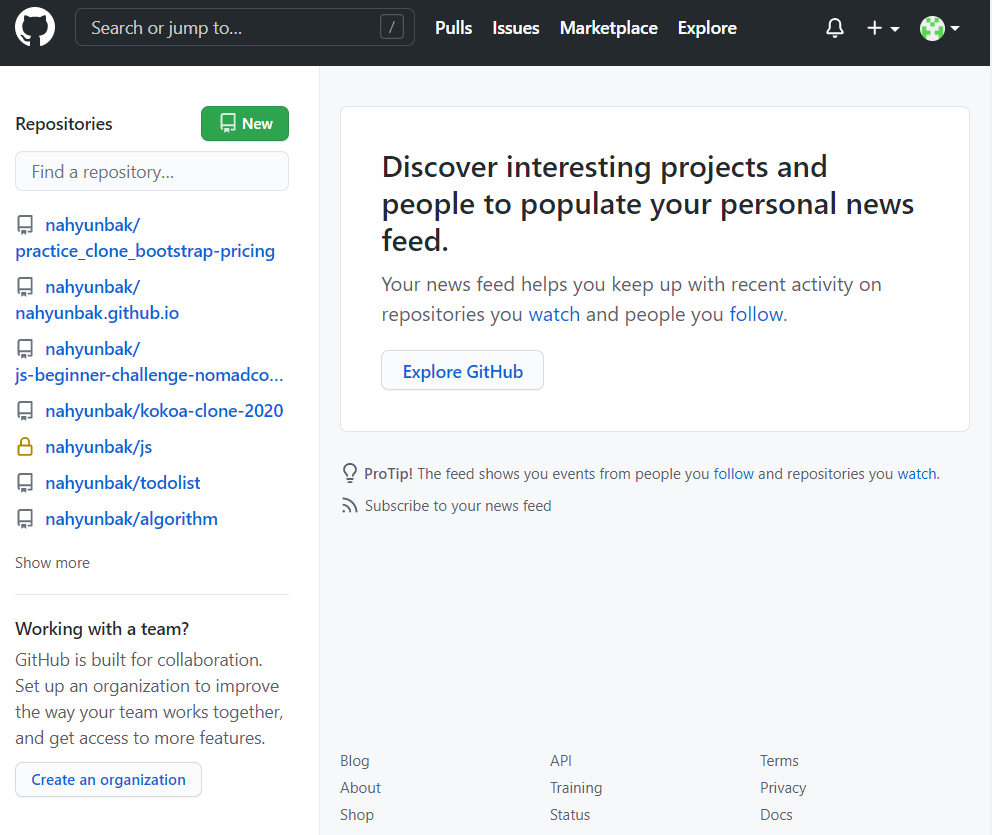 Search or jump to...
/
Pulls Issues Marketplace Explore
Repositories
New
Find a repository...
nahyunbak/
practice_clone_bootstrap-pricing
nahyunbak/
nahyunbak.github.io
nahyunbak/
js-beginner-challenge-nomadco...
nahyunbak/kokoa-clone-2020
nahyunbak/js
nahyunbak/todolist
nahyunbak/algorithm
Show more
Working with a team?
GitHub is built for collaboration.
Set up an organization to improve
the way your team works together,
and get access to more features.
Create an organization
Discover interesting projects and
people to populate your personal news
feed.
Your news feed helps you keep up with recent activity on
repositories you watch and people you follow.
Explore GitHub
ProTip! The feed shows you events from people you follow and repositories you watch.
Subscribe to your news feed
Blog
About
Shop
API
Training
Status
Terms
Privacy
Docs